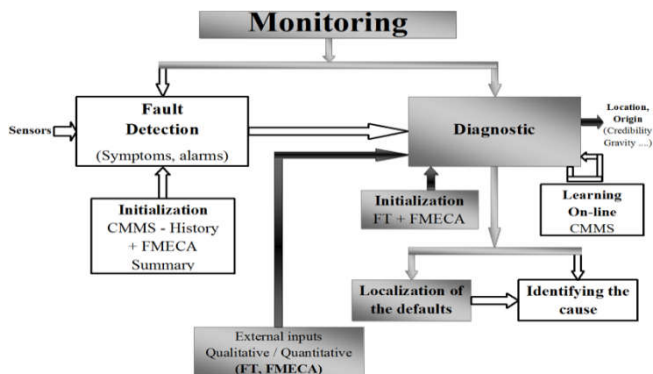 Monitoring
Fault
Detection
(Symptoms, alarms)
Sensors
Diagnostic
Location,
Origin
(Credibility
Gravity ....)
Initialization
CMMS - History
+ FMECA
Summary
Initialization
FT + FMECA
Learning
On-line
CMMS
Localization of
the defaults
Identifying the
cause
External inputs
Qualitative / Quantitative
(FT, FMECA)